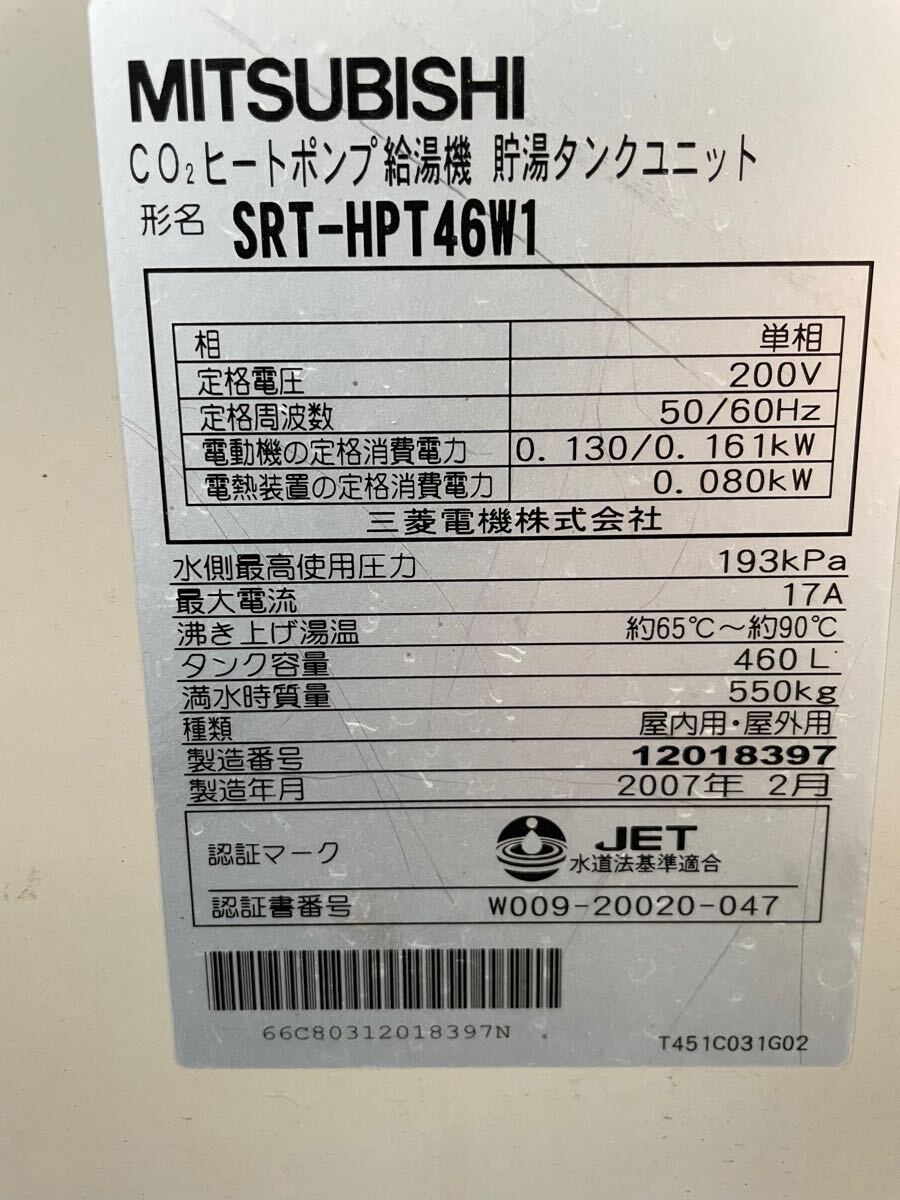 MITSUBISHI
CO₂ヒートポンプ給湯機 貯湯タンクユニット
形名 SRT-HPT46W1
相 単相
定格電圧 200V
定格周波数 50/60Hz
電動機の定格消費電力 0.130/0.161kW
電熱装置の定格消費電力 0.080kW
三菱電機株式会社
水側最高使用圧力 193kPa
最大電流 17A
沸き上げ湯温 約65℃～約90℃
タンク容量 460L
満水時質量 550kg
種類 屋内用・屋外用
製造番号 12018397
製造年月 2007年 2月
認証マーク JET
水道法基準適合
認証書番号 W009-20020-047
66C80312018397N
T451C031G02